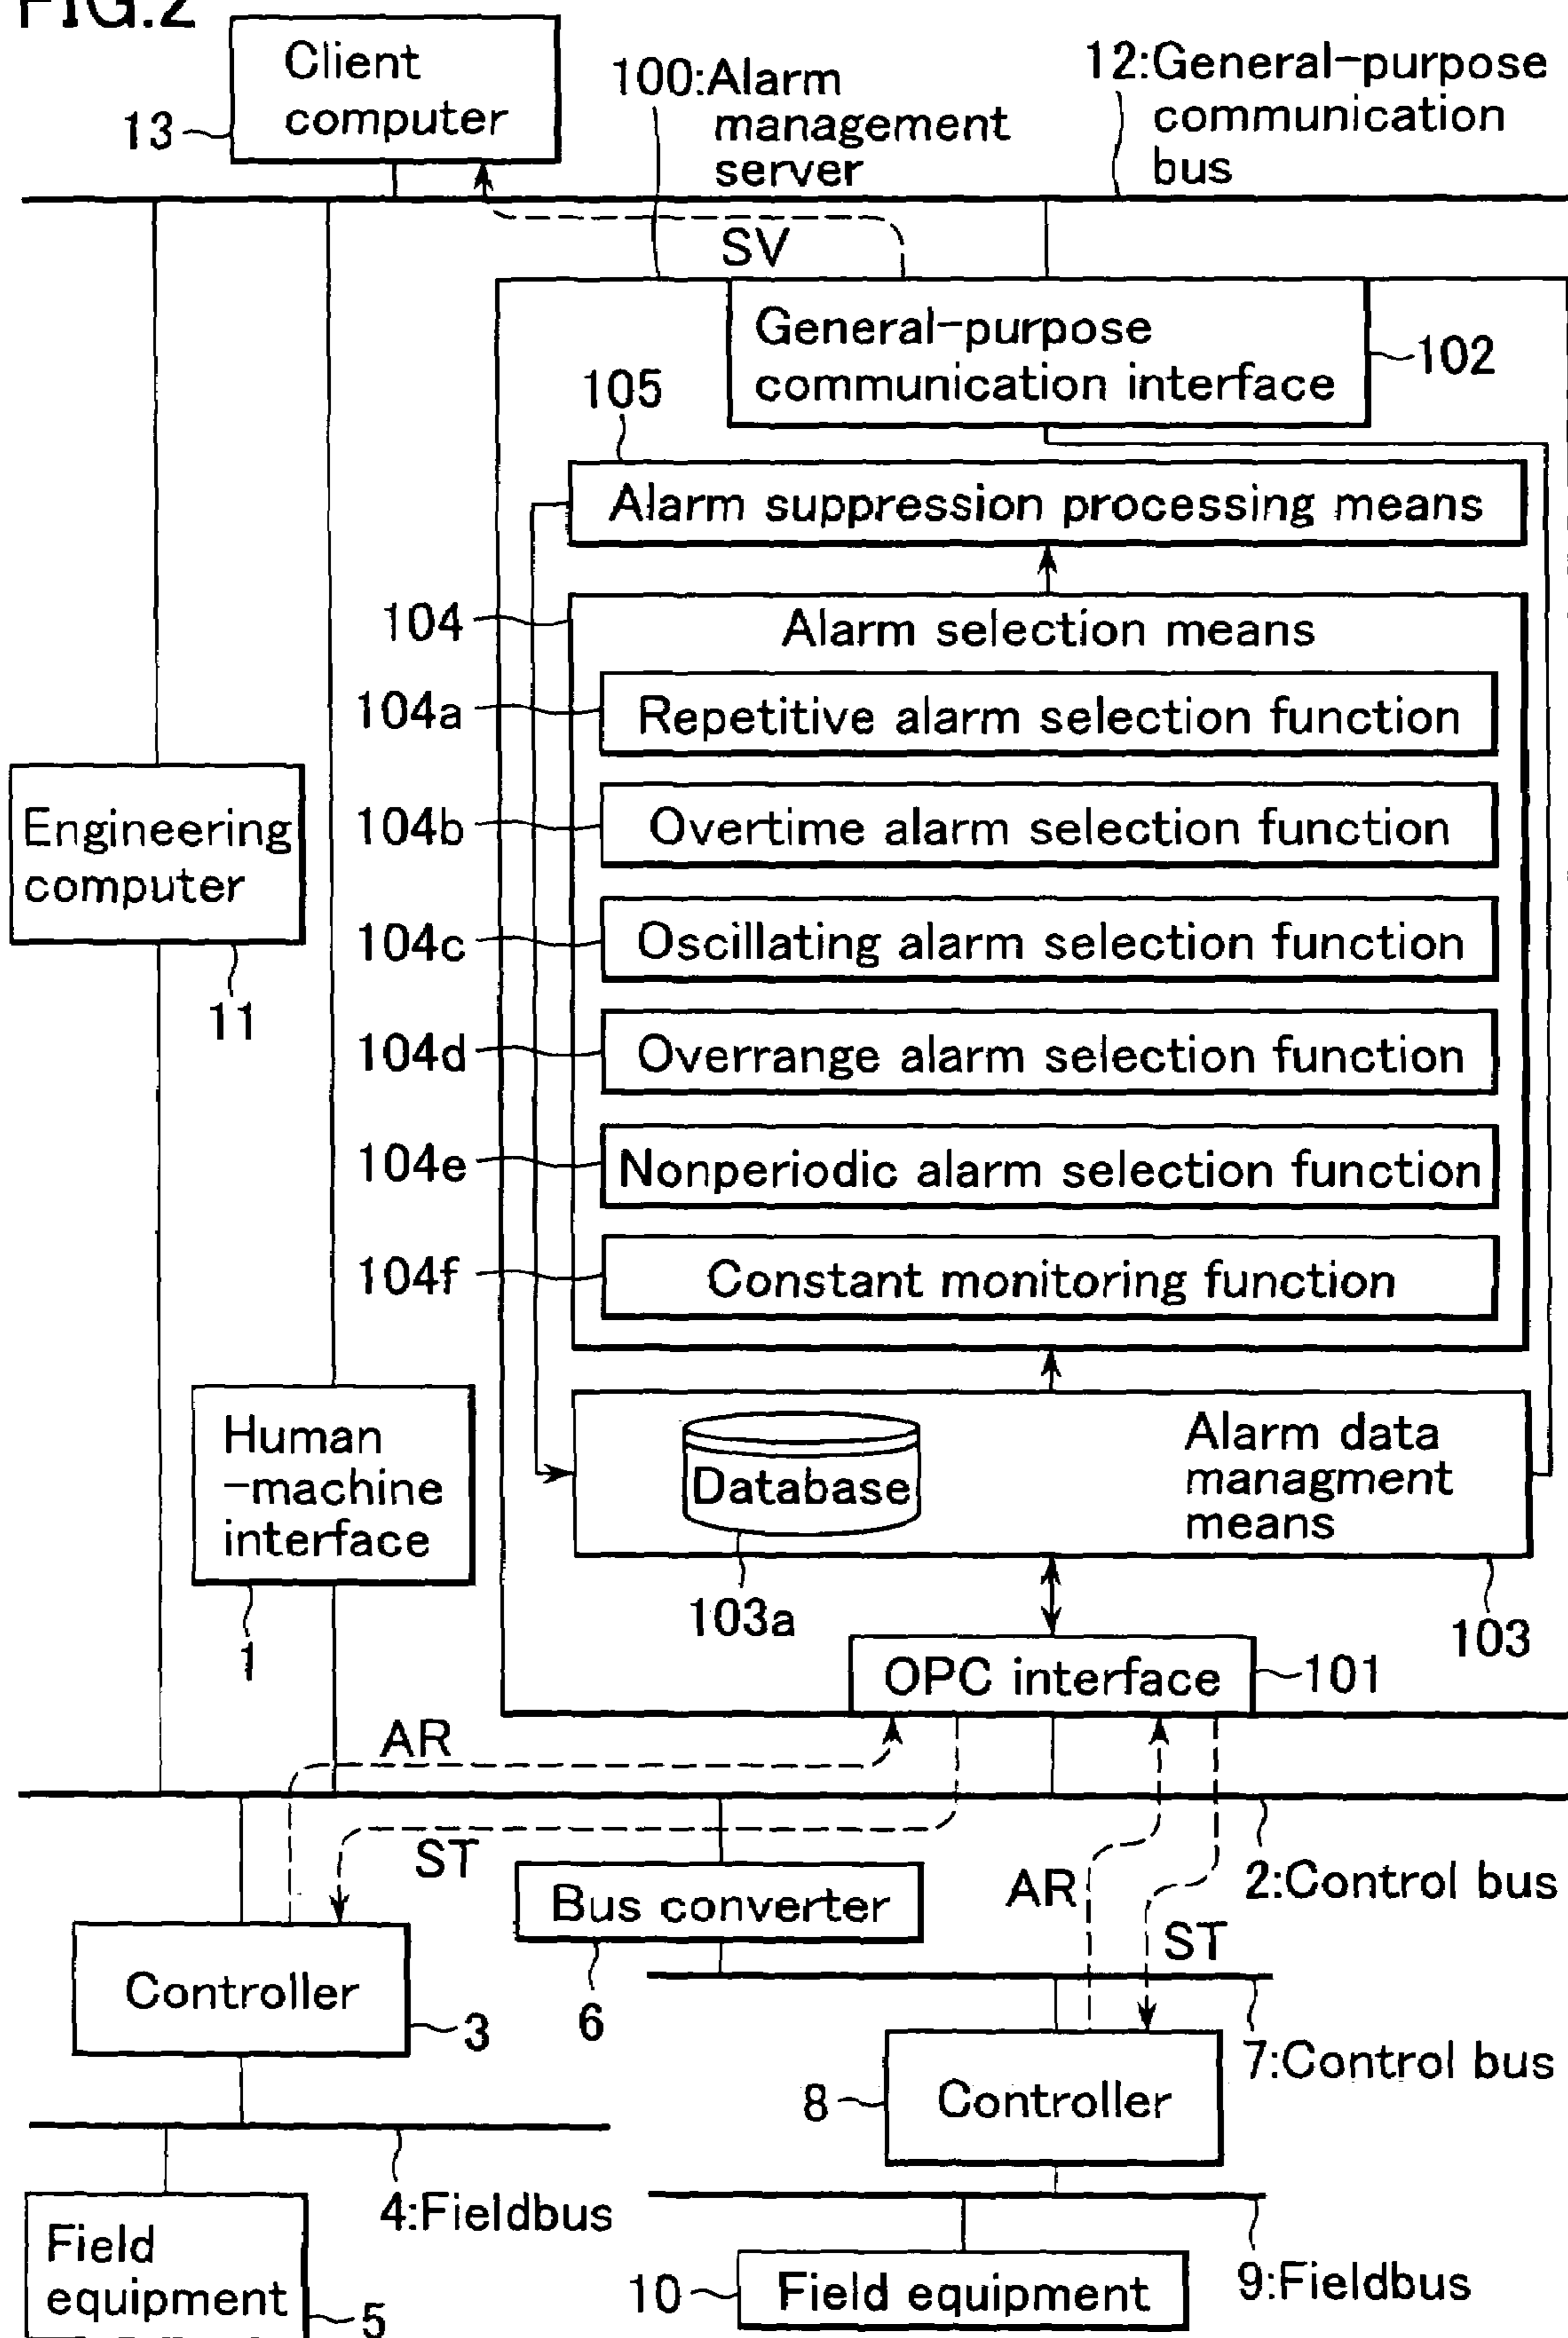 FIG.2
Client
computer
13
100:Alarm
management
server
12:General-purpose
communication
bus
SV
General-purpose
communication interface
102
105
Alarm suppression processing means
104
Alarm selection means
104a
Repetitive alarm selection function
104b
Overtime alarm selection function
Engineering
computer
11
104c
Oscillating alarm selection function
104d
Overrange alarm selection function
104e
Nonperiodic alarm selection function
104f
Constant monitoring function
Human
-machine
interface
1
Database
103a
Alarm data
managment
means
103
OPC interface
101
AR
ST
AR
ST
2:Control bus
Bus converter
6
Controller
3
7:Control bus
8
Controller
4:Fieldbus
9:Fieldbus
Field
equipment
5
10
Field equipment